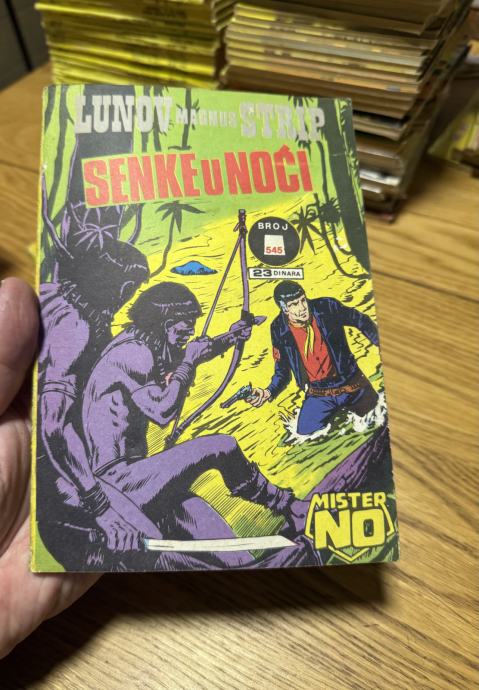 LUNOV MAGNUS STRIP
SENKE U NOĆI
BROJ
545
23 DINARA
MISTER
NO